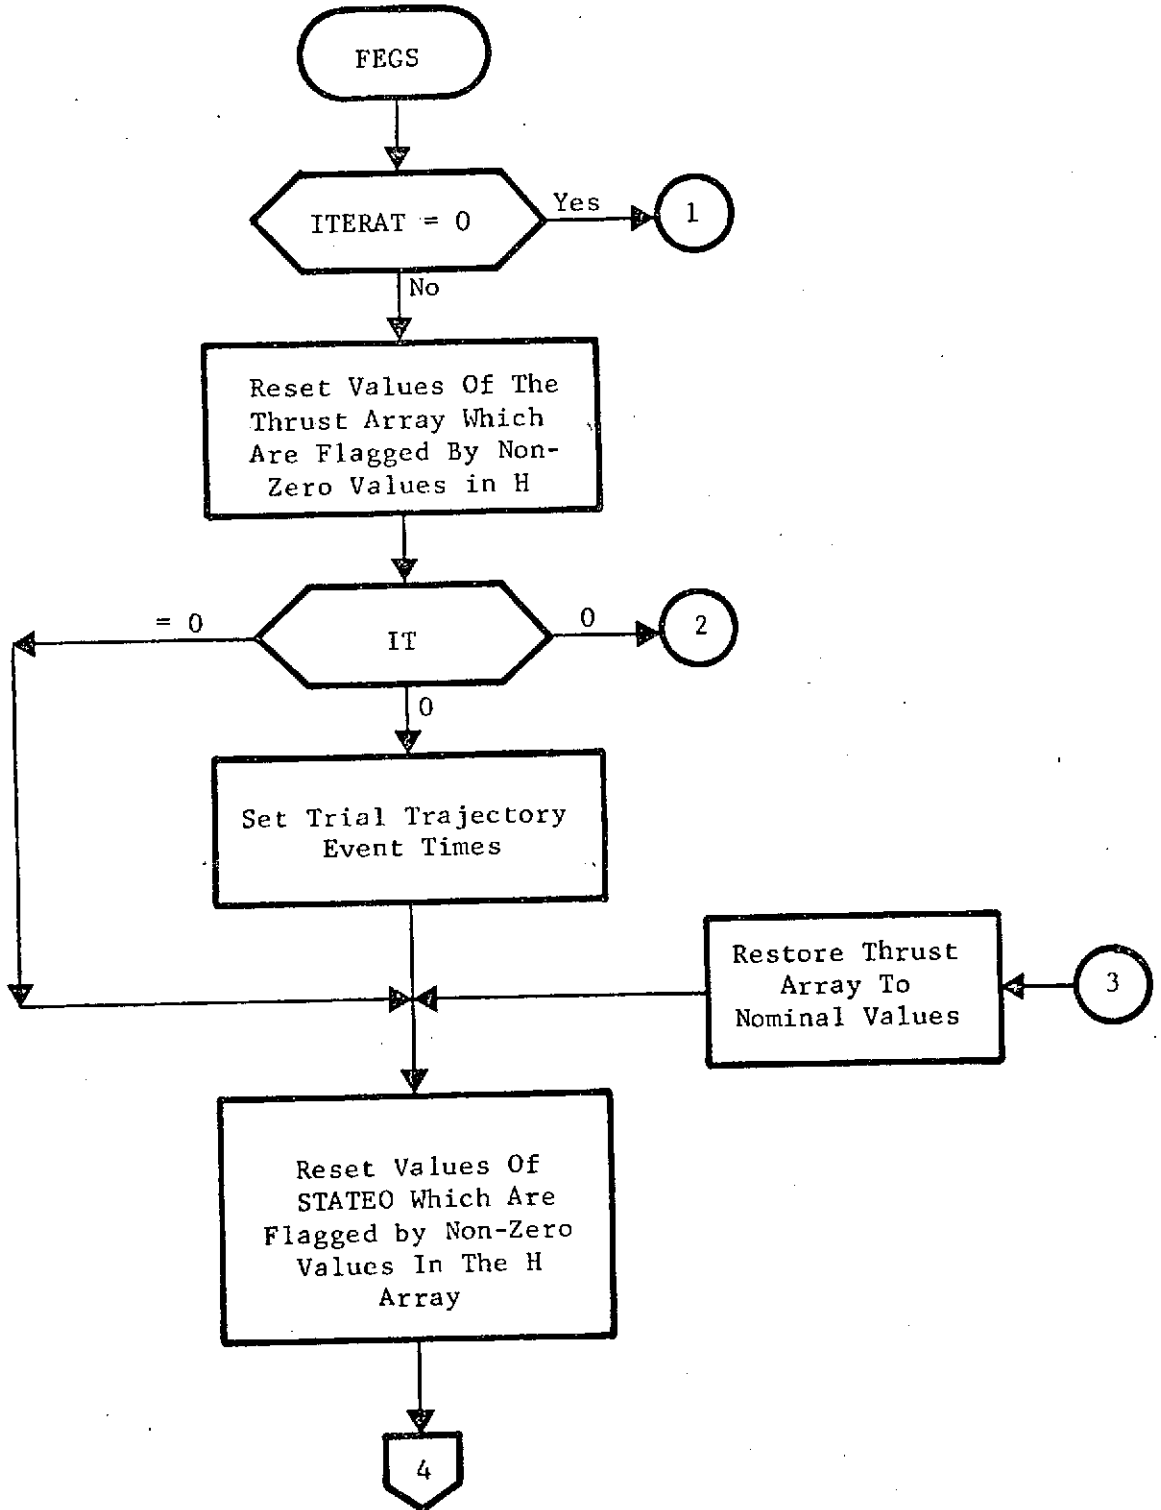 FEGS
ITERAT = 0
Yes
1
No
Reset Values Of The
Thrust Array Which
Are Flagged By Non-
Zero Values in H
= 0
IT
0
2
0
Set Trial Trajectory
Event Times
Restore Thrust
Array To
Nominal Values
3
Reset Values Of
STATEO Which Are
Flagged by Non-Zero
Values In The H
Array
4